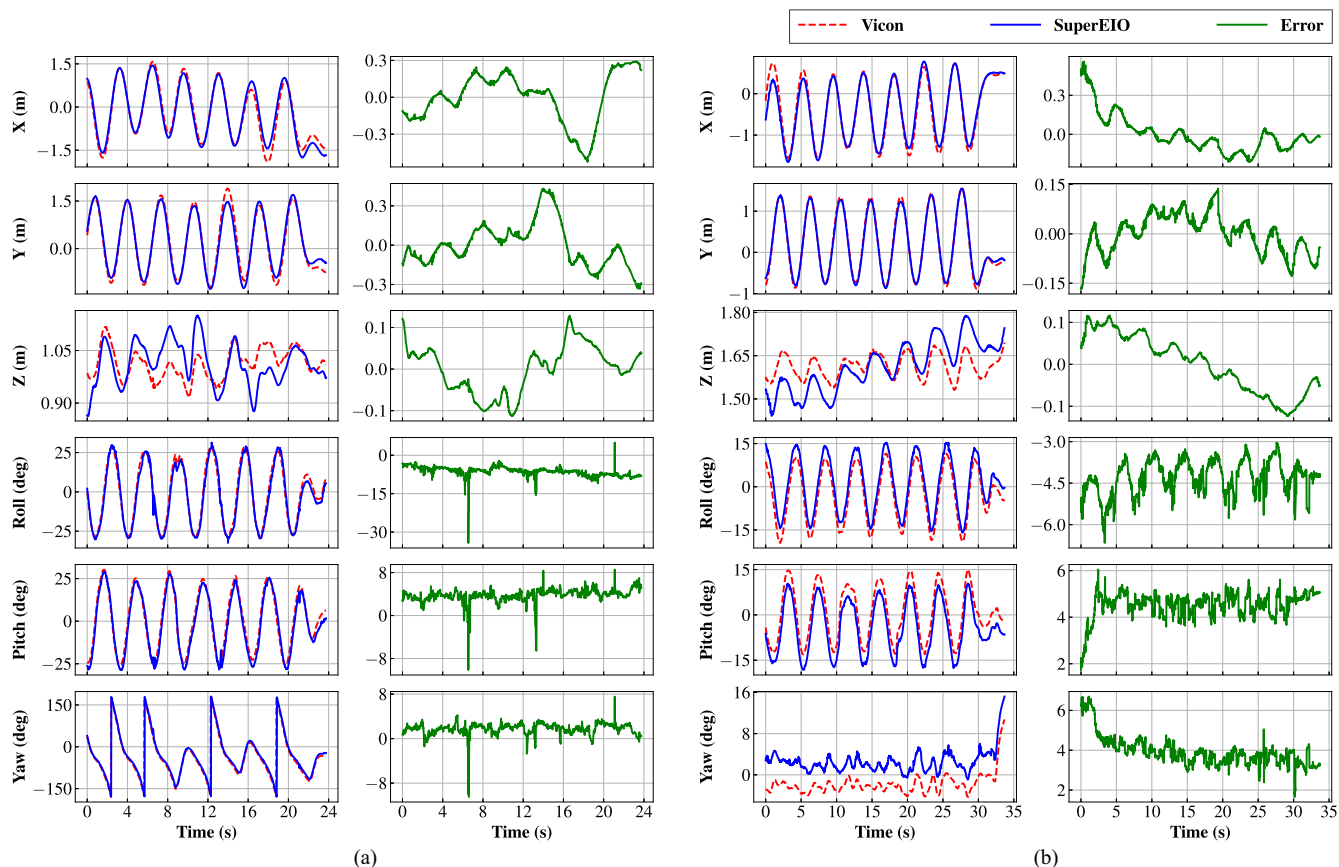 Vicon SuperEIO Error
X (m) 1.5 0.0 −1.5 0.3 0.0 −0.3
X (m) 0 −1 0.3 0.0
Y (m) 1.5 0.0 0.3 0.0 −0.3
Y (m) 1 0 −1 0.15 0.00 −0.15
Z (m) 1.05 0.90 0.1 0.0 −0.1
Z (m) 1.80 1.65 1.50 0.1 0.0 −0.1
Roll (deg) 25 0 −25 0 −15 −30
Roll (deg) 15 0 −15 −3.0 −4.5 −6.0
Pitch (deg) 25 0 −25 8 0 −8
Pitch (deg) 15 0 −15 6 4 2
Yaw (deg) 150 0 −150 8 0 −8
Yaw (deg) 16 8 0 6 4 2
0 4 8 12 16 20 24 0 4 8 12 16 20 24
0 5 10 15 20 25 30 35 0 5 10 15 20 25 30 35
Time (s) Time (s) Time (s) Time (s)
(a) (b)